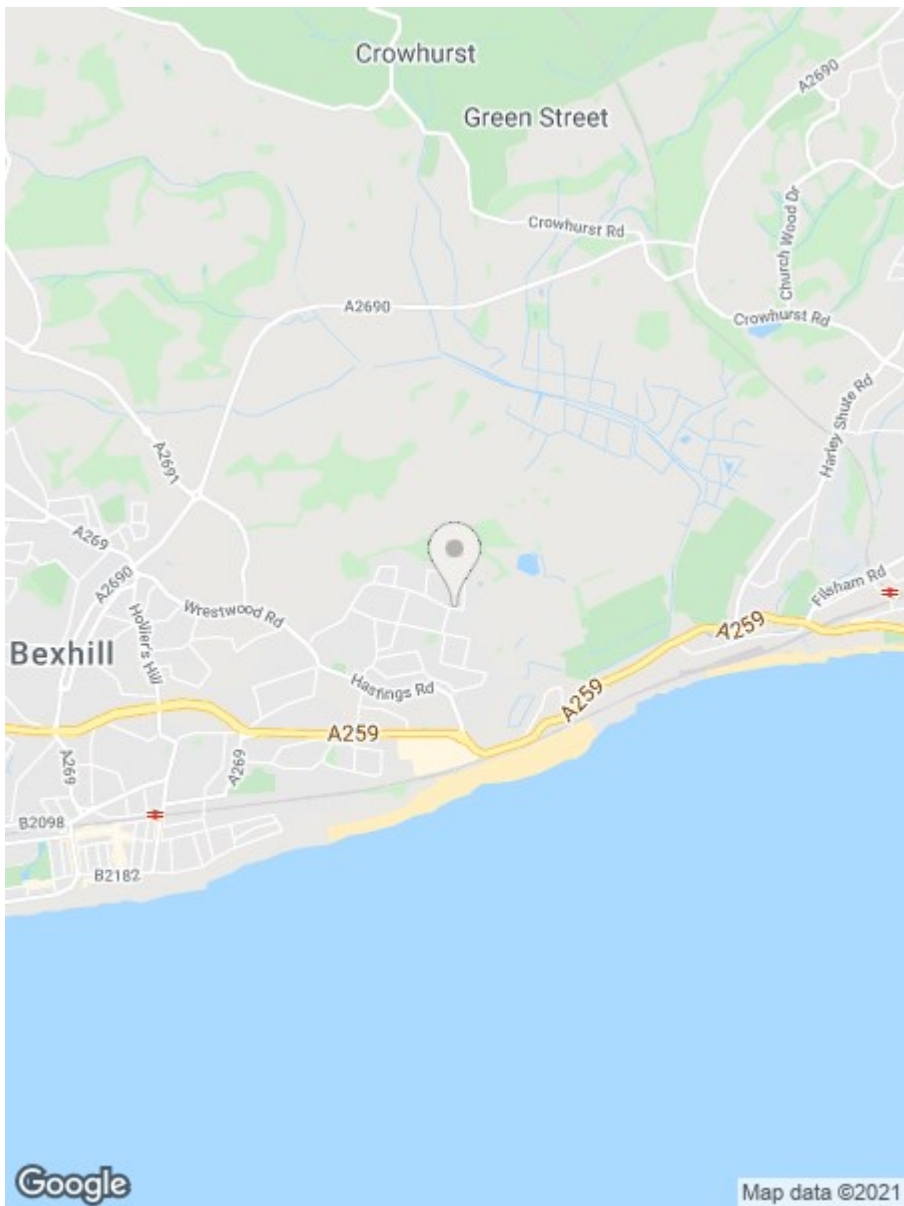 Crowhurst
A2690
Green Street
Church Wood Dr
Crowhurst Rd
A2690
Crowhurst Rd
Harley Shute Rd
A2691
A269
A2690
Filsham Rd
Wrestwood Rd
A259
Hollier's Hill
Bexhill
Hastings Rd
A259
A259
A269
A269
B2098
B2182
Google
Map data ©2021